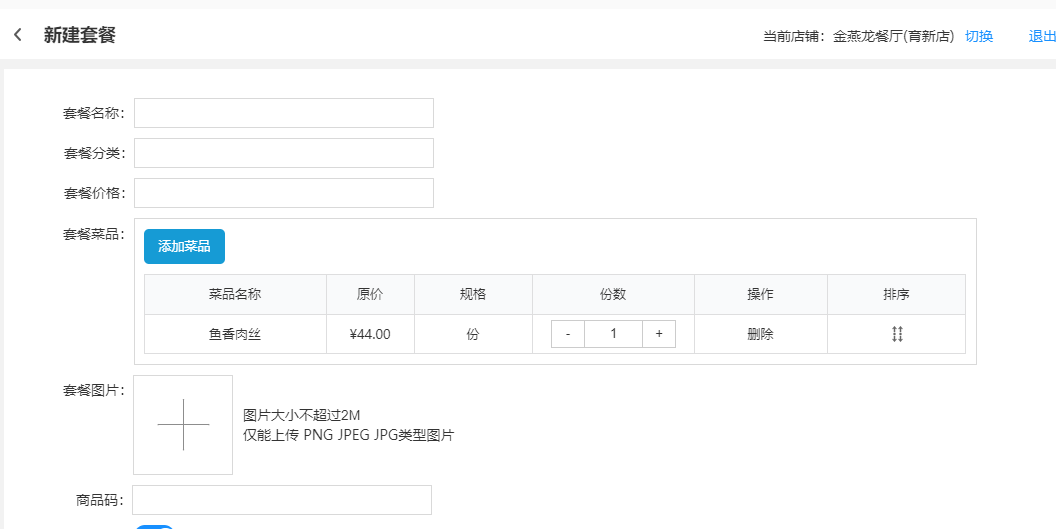 新建套餐
当前店铺：金燕龙餐厅(育新店) 切换 退出
套餐名称：
套餐分类：
套餐价格：
套餐菜品：
添加菜品
菜品名称 原价 规格 份数 操作 排序
鱼香肉丝 ¥44.00 份 - 1 + 删除
套餐图片：
图片大小不超过2M
仅能上传 PNG JPEG JPG类型图片
商品码：